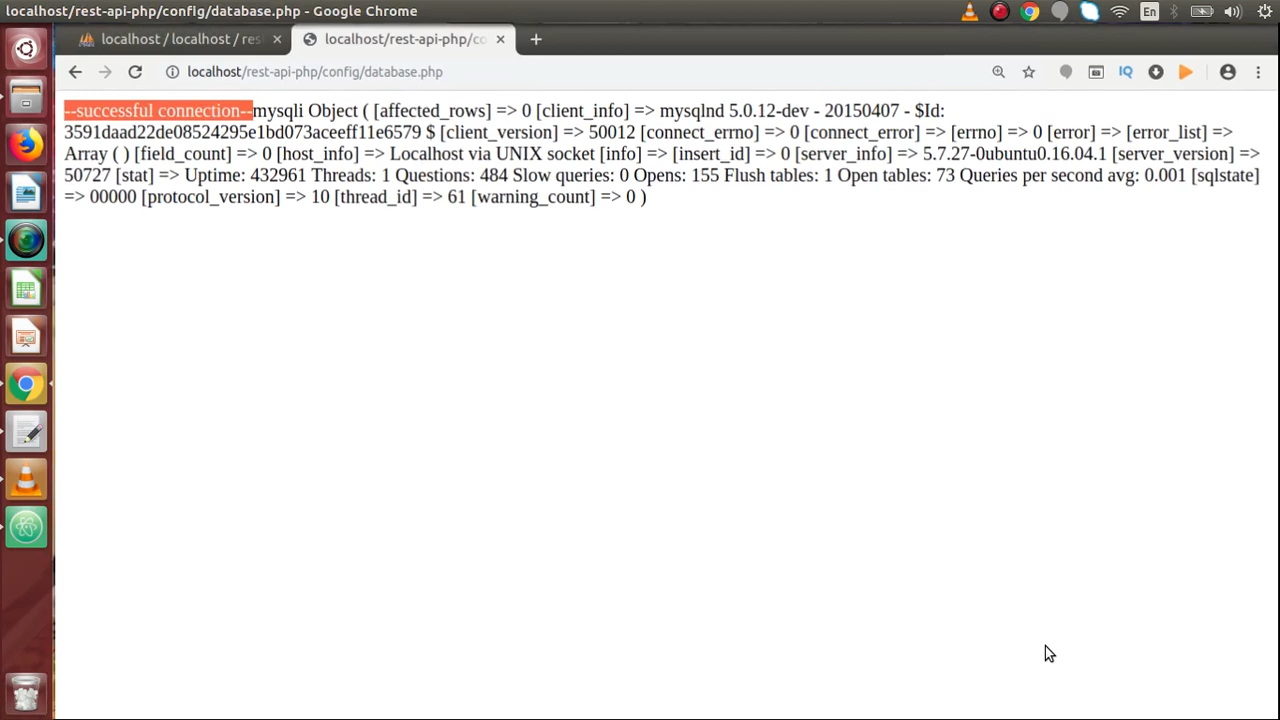 localhost/rest-api-php/config/database.php - Google Chrome
En
localhost / localhost / res
localhost/rest-api-php/co
localhost/rest-api-php/config/database.php
IQ
--successful connection--mysqli Object ( [affected_rows] => 0 [client_info] => mysqlnd 5.0.12-dev - 20150407 - $Id:
3591daad22de08524295e1bd073aceeff11e6579 $ [client_version] => 50012 [connect_errno] => 0 [connect_error] => [errno] => 0 [error] => [error_list] =>
Array ( ) [field_count] => 0 [host_info] => Localhost via UNIX socket [info] => [insert_id] => 0 [server_info] => 5.7.27-0ubuntu0.16.04.1 [server_version] =>
50727 [stat] => Uptime: 432961 Threads: 1 Questions: 484 Slow queries: 0 Opens: 155 Flush tables: 1 Open tables: 73 Queries per second avg: 0.001 [sqlstate]
=> 00000 [protocol_version] => 10 [thread_id] => 61 [warning_count] => 0 )